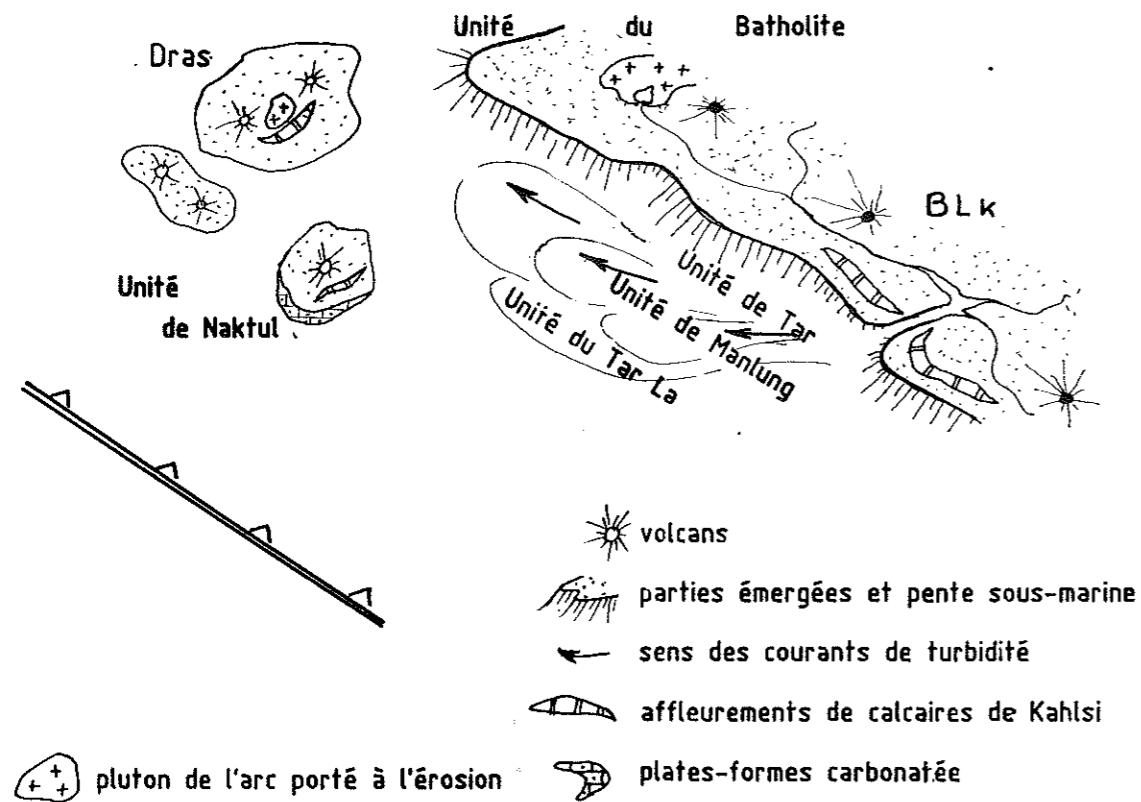 Unité du Batholite
Dras
BLK
Unité
de Naktul
Unité de Tar
Unité de Manlung
Unité du Tar La
volcans
parties émergées et pente sous-marine
sens des courants de turbidité
affleurements de calcaires de Kahlsi
pluton de l'arc porté à l'érosion
plates-formes carbonatée